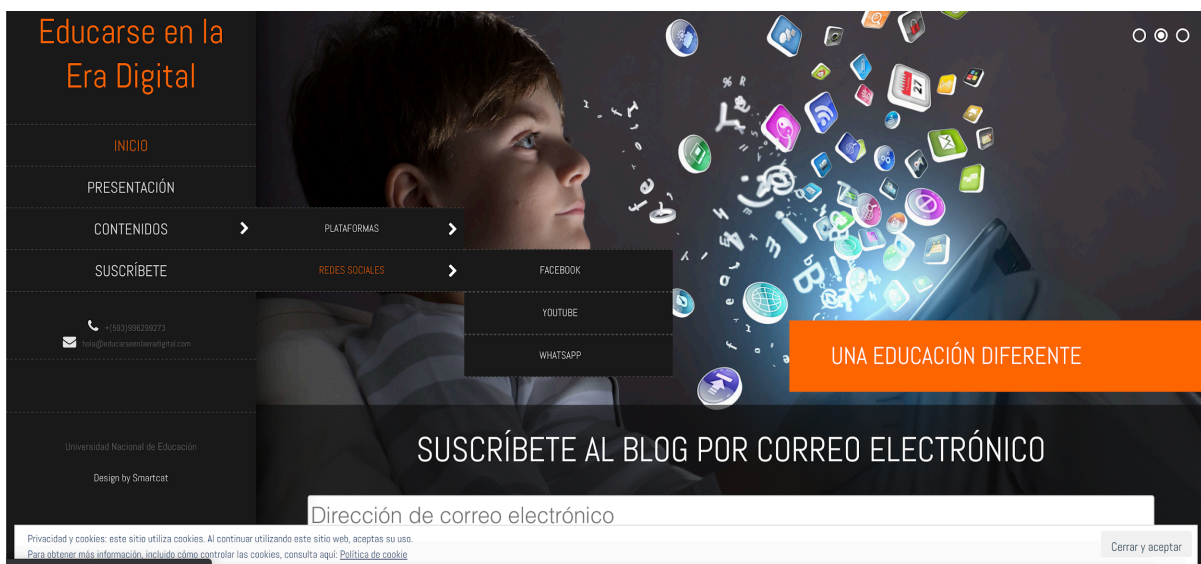 Educarse en la
Era Digital
INICIO
PRESENTACIÓN
CONTENIDOS
PLATAFORMAS
SUSCRÍBETE
REDES SOCIALES
FACEBOOK
YOUTUBE
WHATSAPP
+(593)996299273
hola@educarseenlaeradigital.com
UNA EDUCACIÓN DIFERENTE
SUSCRÍBETE AL BLOG POR CORREO ELECTRÓNICO
Universidad Nacional de Educación
Design by Smartcat
Dirección de correo electrónico
Privacidad y cookies: este sitio utiliza cookies. Al continuar utilizando este sitio web, aceptas su uso.
Para obtener más información, incluido cómo controlar las cookies, consulta aquí: Política de cookie
Cerrar y aceptar